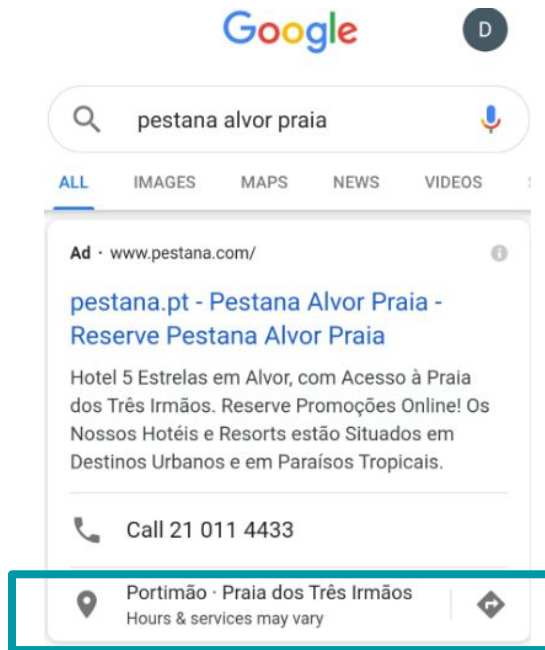 Google
D
pestana alvor praia
ALL IMAGES MAPS NEWS VIDEOS
Ad · www.pestana.com/
pestana.pt - Pestana Alvor Praia -
Reserve Pestana Alvor Praia
Hotel 5 Estrelas em Alvor, com Acesso à Praia
dos Três Irmãos. Reserve Promoções Online! Os
Nossos Hotéis e Resorts estão Situados em
Destinos Urbanos e em Paraísos Tropicais.
Call 21 011 4433
Portimão · Praia dos Três Irmãos
Hours & services may vary